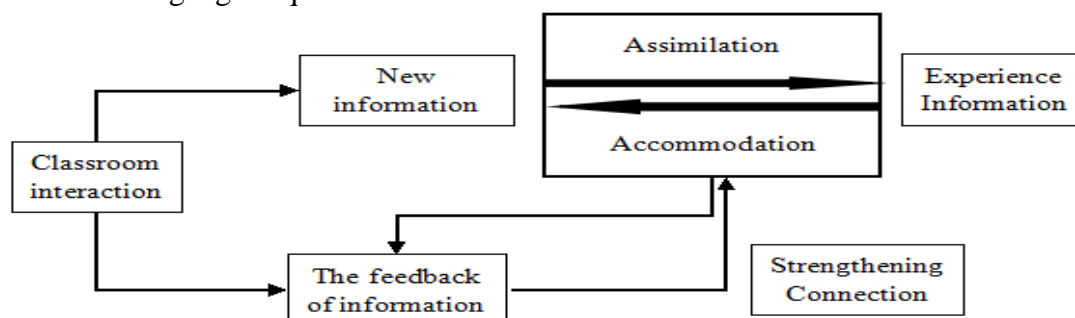 Assimilation
New
information
Experience
Information
Accommodation
Classroom
interaction
The feedback
of information
Strengthening
Connection